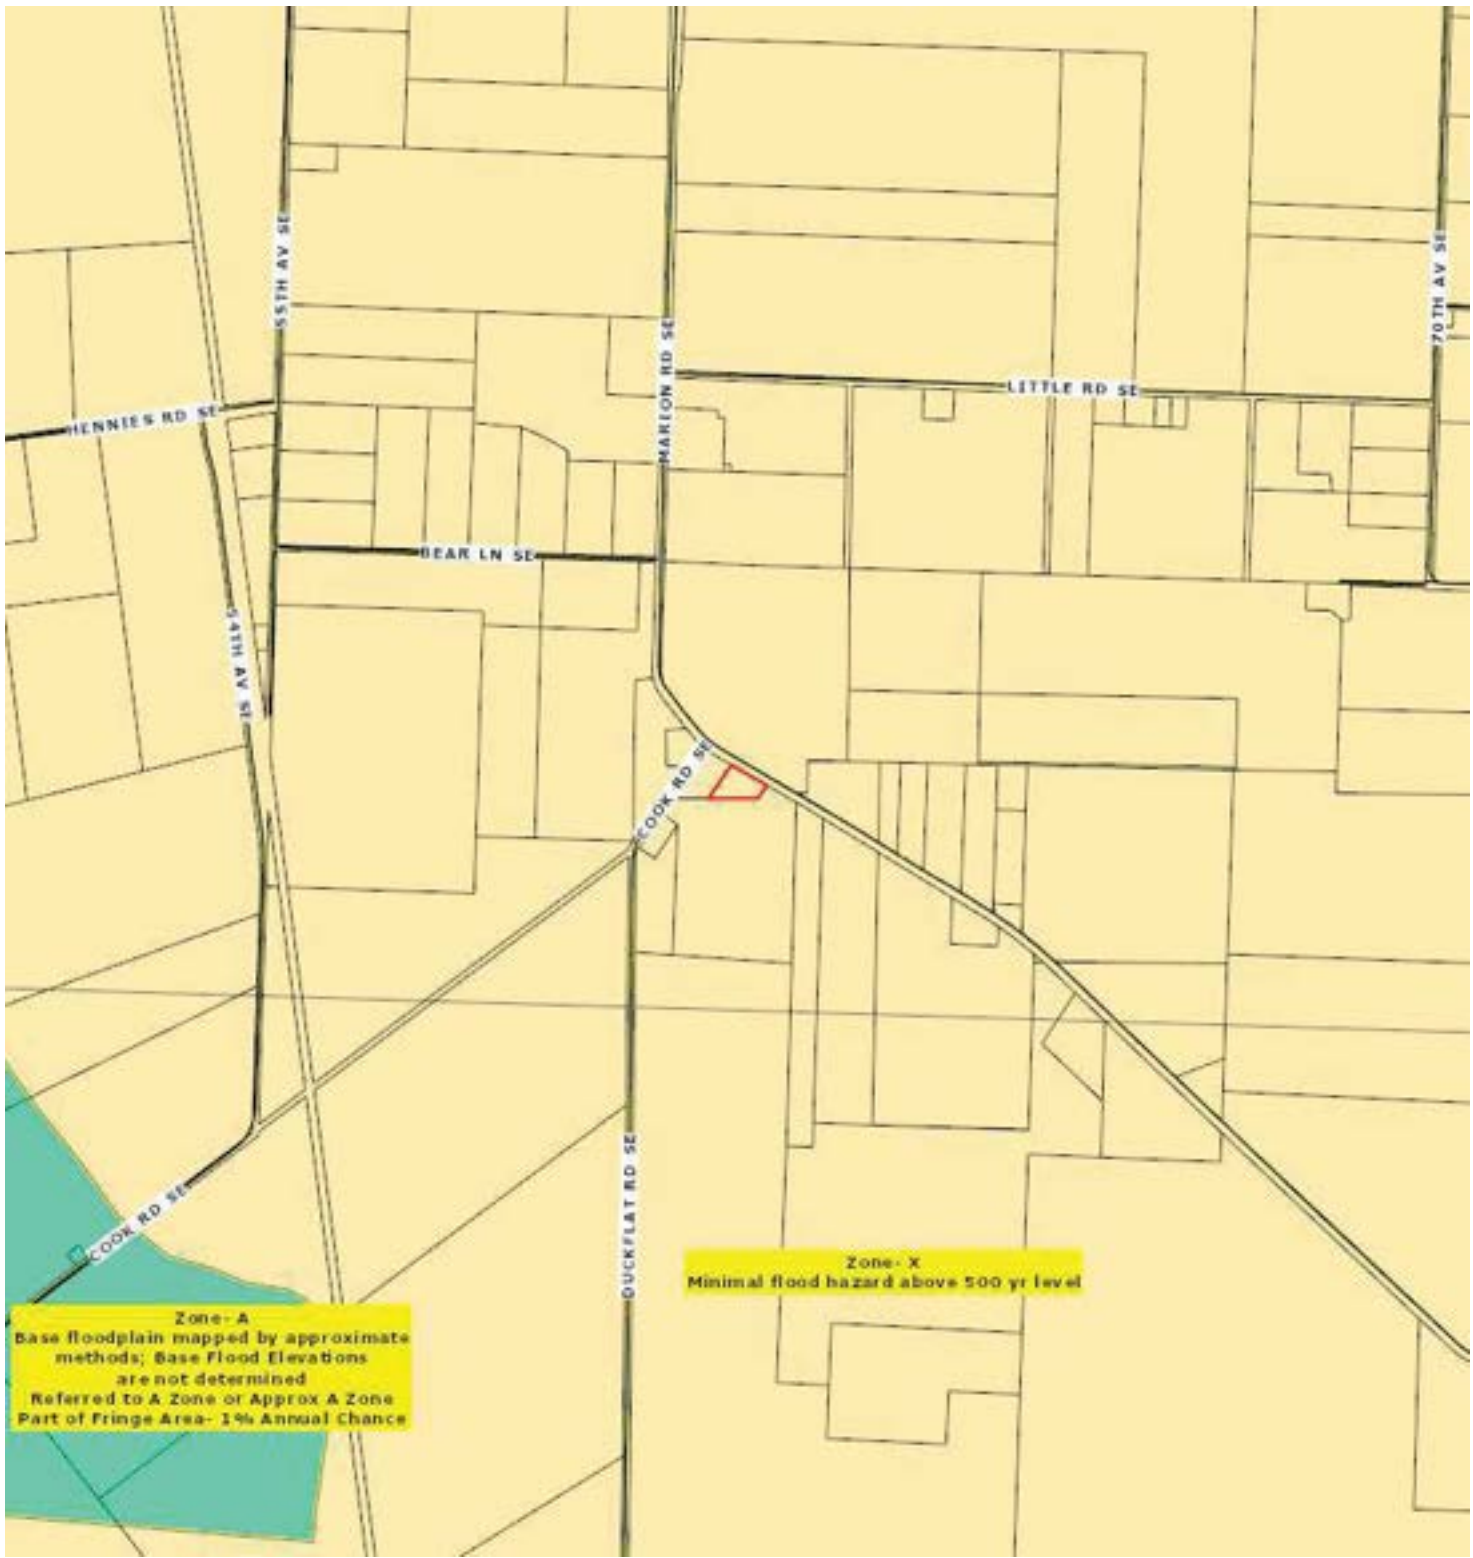 55TH AV SE
70TH AV SE
MARION RD SE
LITTLE RD SE
HENNIES RD SE
BEAR LN SE
54TH AV SE
COOK RD SE
DUCKFLAT RD SE
COOK RD SE
Zone- X
Minimal flood hazard above 500 yr level
Zone- A
Base floodplain mapped by approximate
methods; Base Flood Elevations
are not determined
Referred to A Zone or Approx A Zone
Part of Fringe Area- 1% Annual Chance